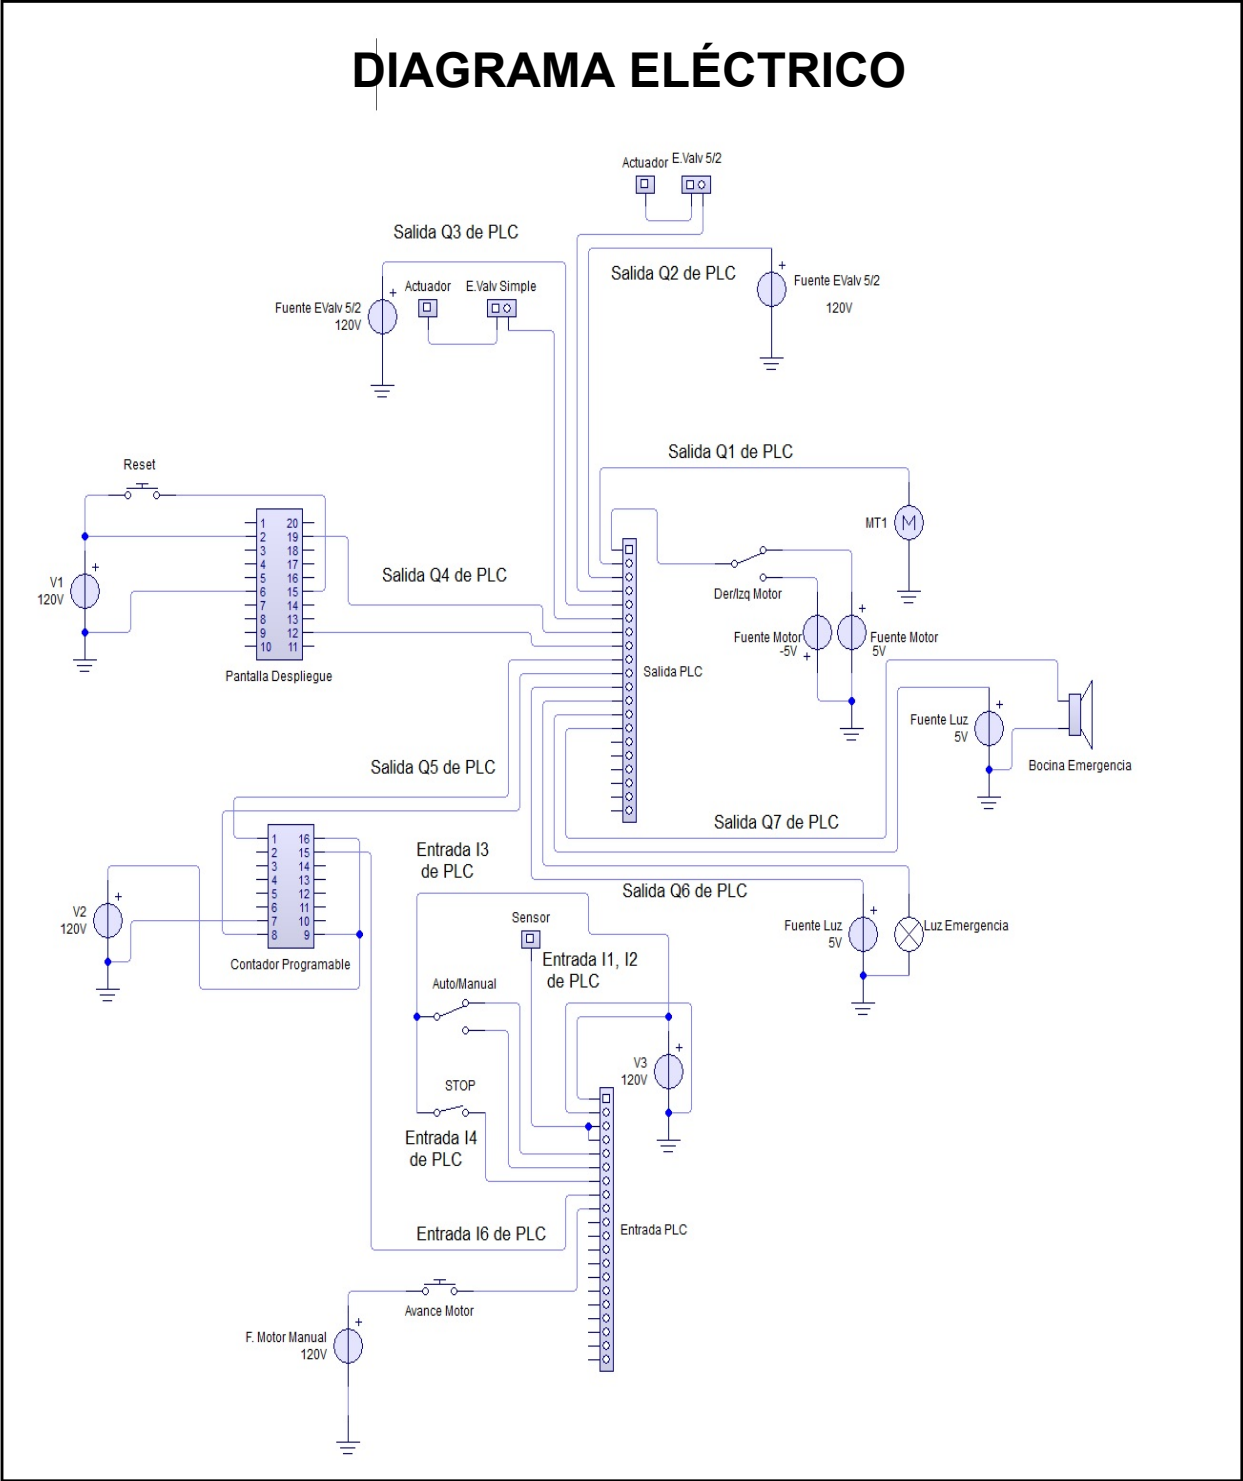 DIAGRAMA ELÉCTRICO
Actuador
E.Valv 5/2
Salida Q3 de PLC
Salida Q2 de PLC
Fuente EValv 5/2
120V
Actuador
E.Valv Simple
Fuente EValv 5/2
120V
+
+
Salida Q1 de PLC
Reset
MT1
M
V1
120V
+
1
2
3
4
5
6
7
8
9
10
20
19
18
17
16
15
14
13
12
11
Pantalla Despliegue
Salida Q4 de PLC
Der/Izq Motor
Fuente Motor
-5V
+
Fuente Motor
5V
+
Salida PLC
Fuente Luz
5V
+
Bocina Emergencia
Salida Q5 de PLC
Salida Q7 de PLC
Salida Q6 de PLC
V2
120V
+
1
2
3
4
5
6
7
8
16
15
14
13
12
11
10
9
Contador Programable
Entrada I3
de PLC
Sensor
Entrada I1, I2
de PLC
Fuente Luz
5V
+
Luz Emergencia
Auto/Manual
V3
120V
+
STOP
Entrada I4
de PLC
Entrada I6 de PLC
Entrada PLC
Avance Motor
F. Motor Manual
120V
+